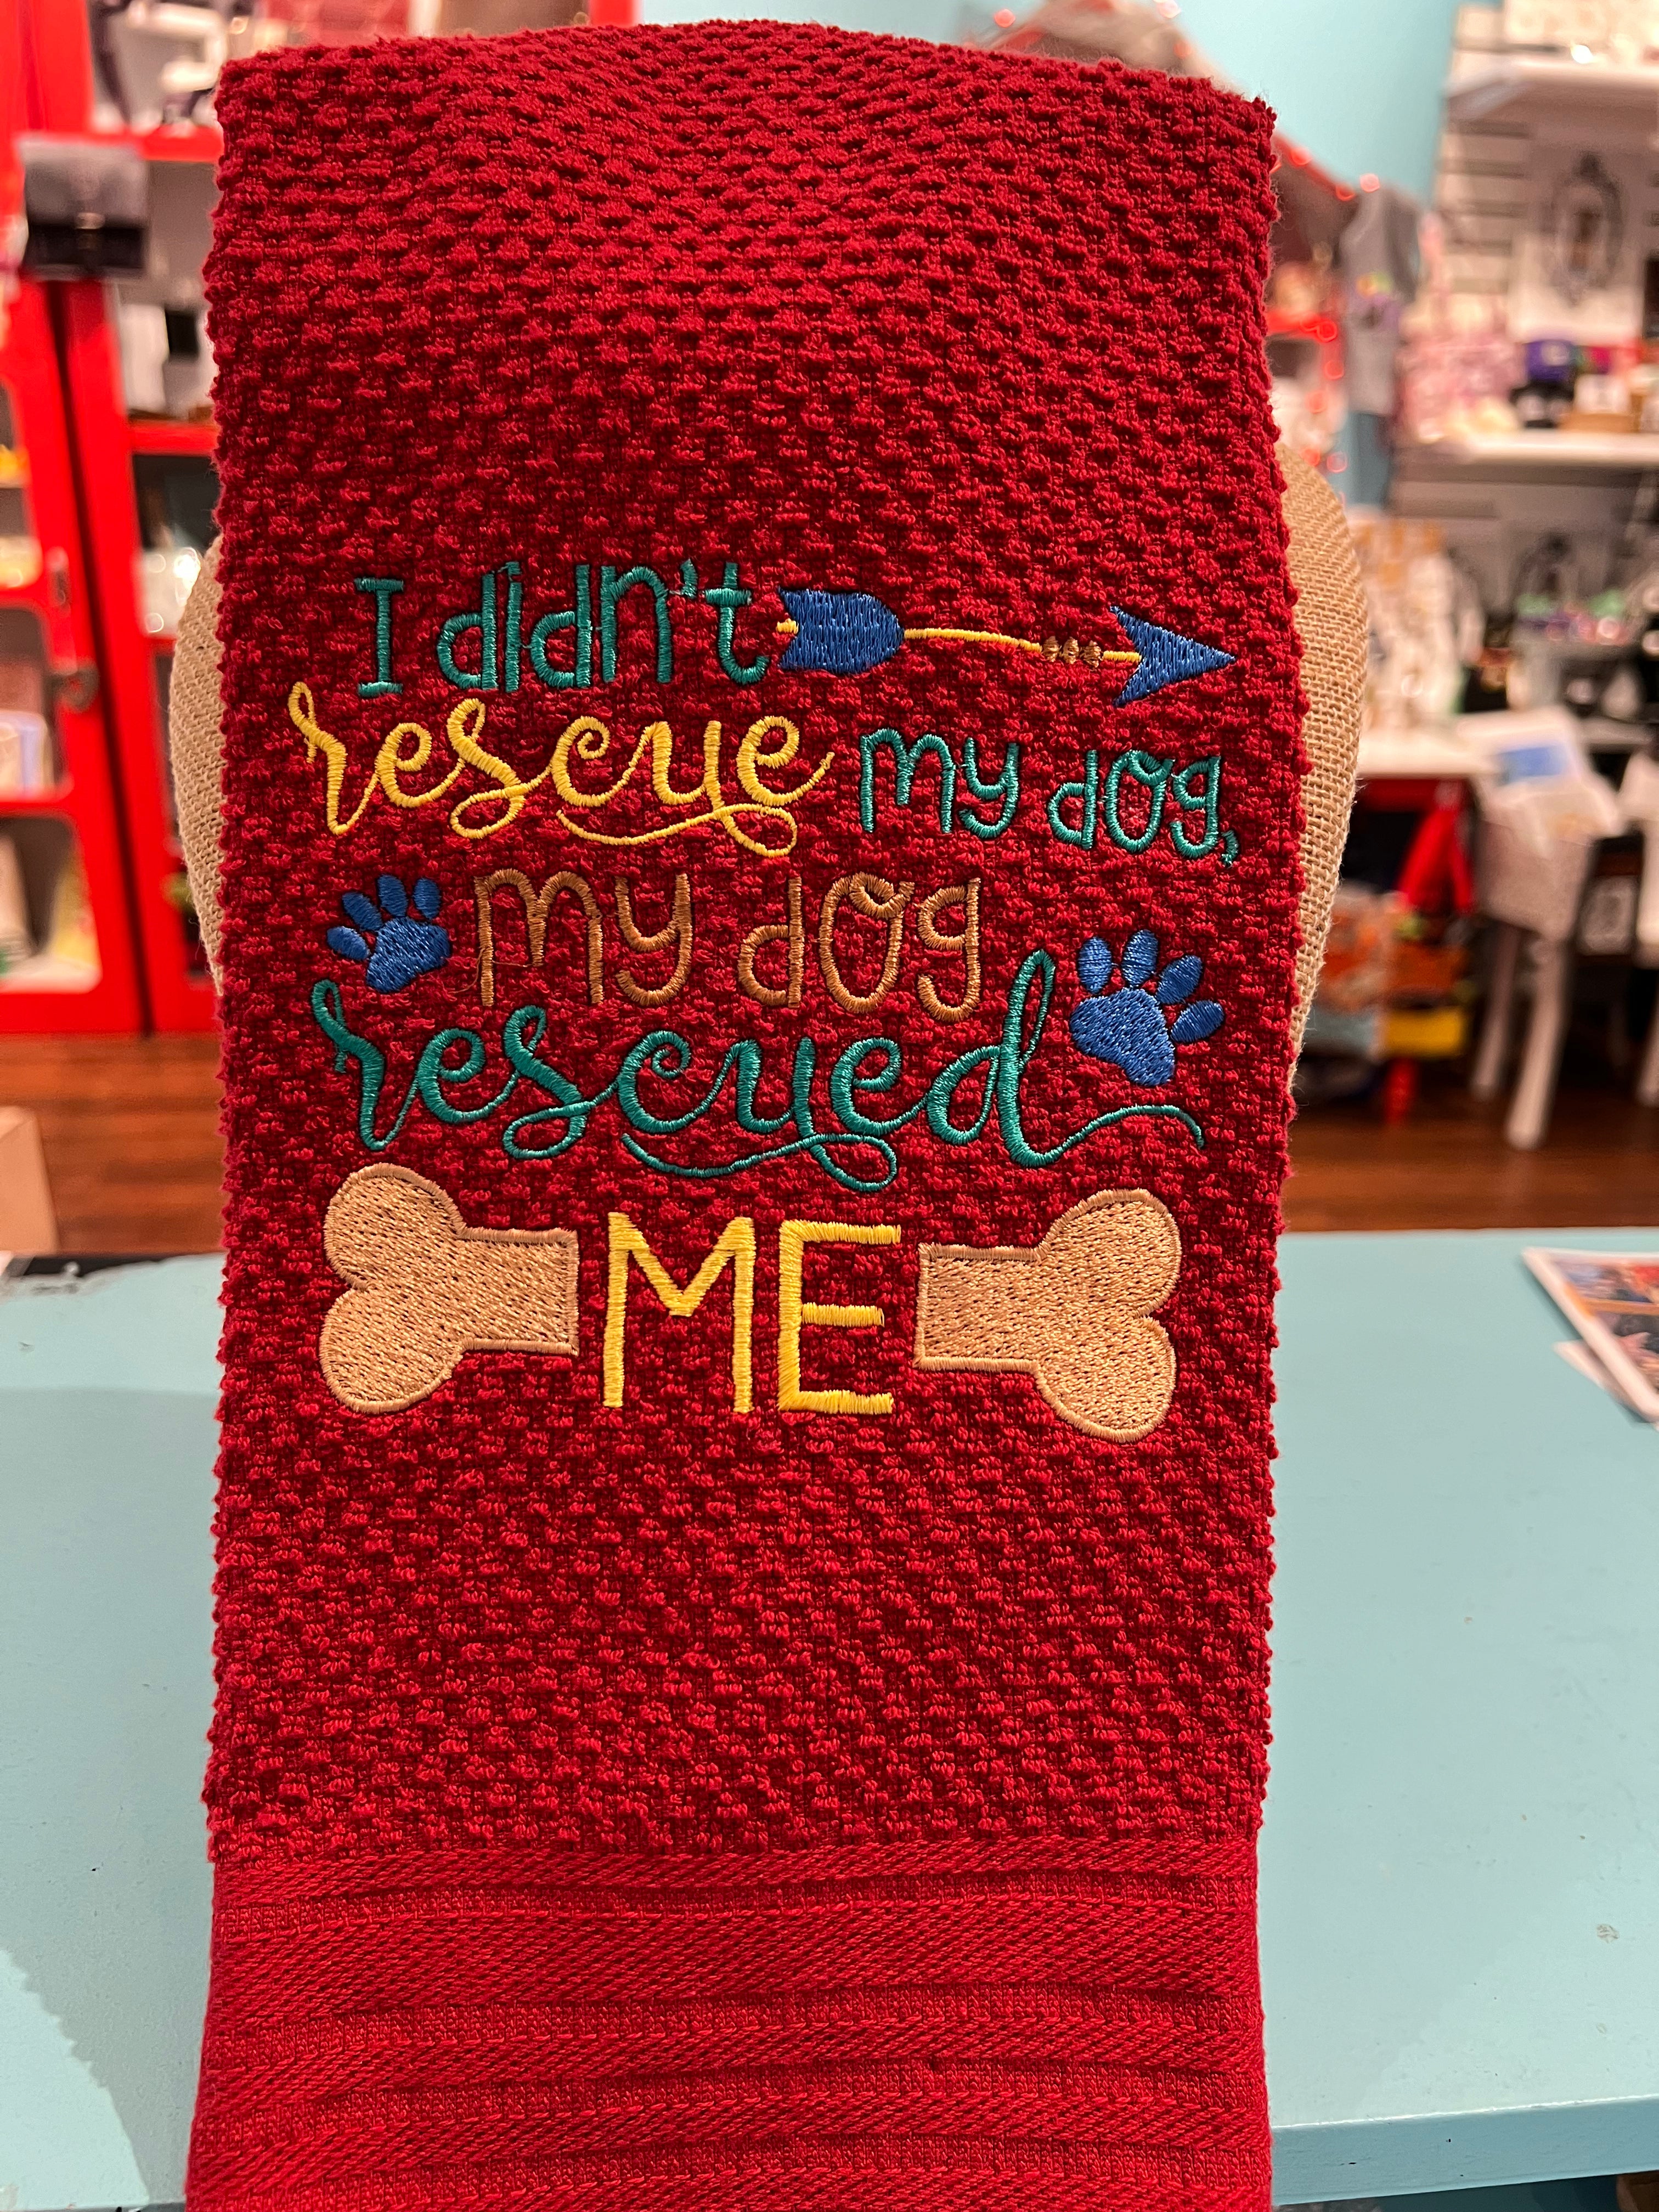 I didn't
rescue my dog,
my dog
rescued
ME